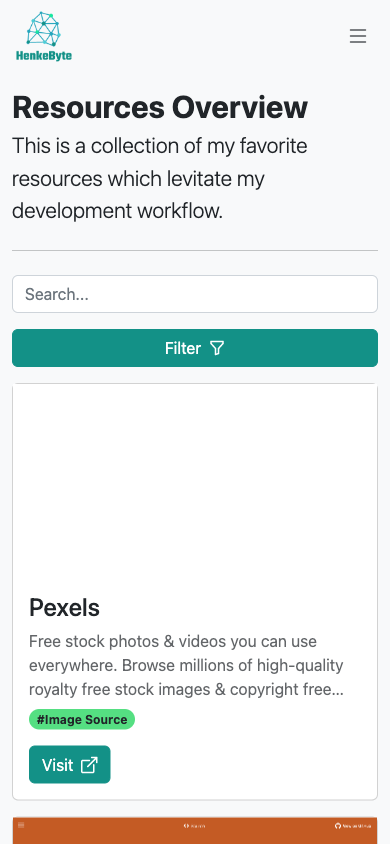 HenkeByte
Resources Overview
This is a collection of my favorite
resources which levitate my
development workflow.
Search...
Filter
Pexels
Free stock photos & videos you can use
everywhere. Browse millions of high-quality
royalty free stock images & copyright free...
#Image Source
Visit